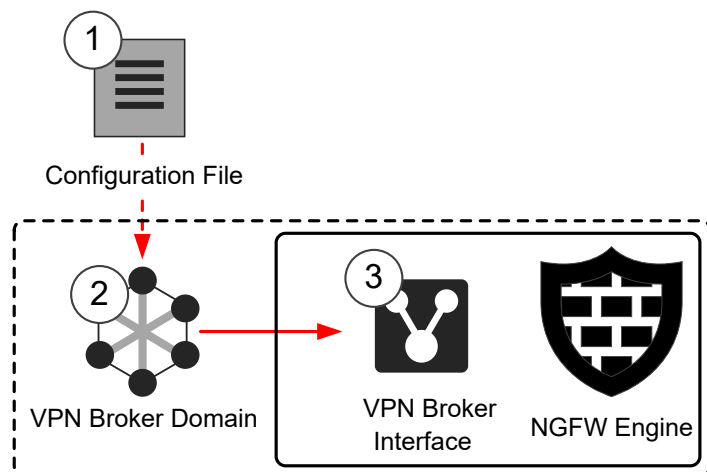 1
Configuration File
2
3
VPN Broker Domain
VPN Broker
Interface
NGFW Engine